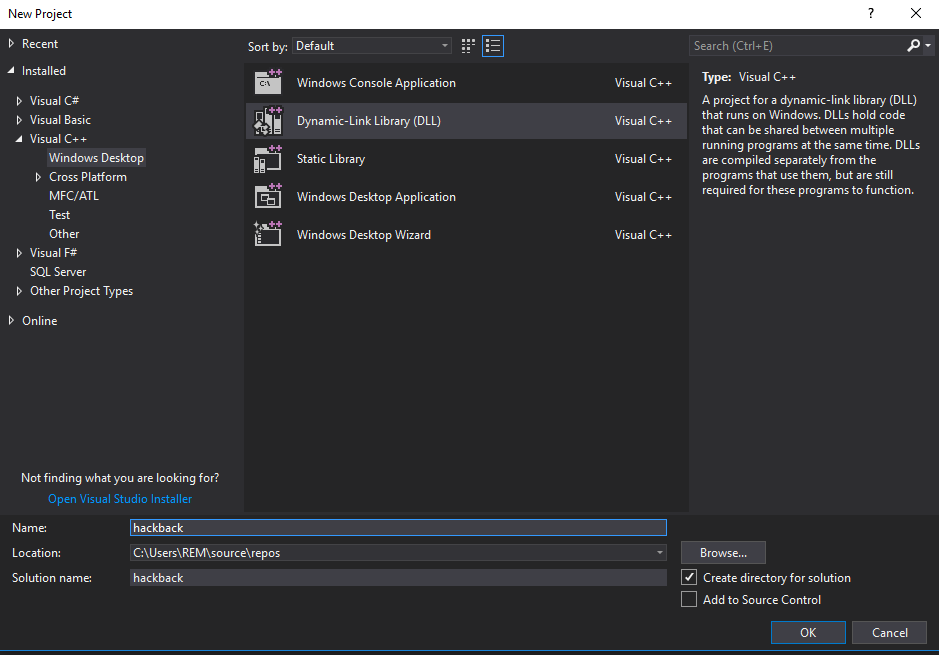 New Project
?
Recent
Installed
Visual C#
Visual Basic
Visual C++
Windows Desktop
Cross Platform
MFC/ATL
Test
Other
Visual F#
SQL Server
Other Project Types
Online
Not finding what you are looking for?
Open Visual Studio Installer
Sort by: Default
C:\
Windows Console Application Visual C++
Dynamic-Link Library (DLL) Visual C++
Static Library Visual C++
Windows Desktop Application Visual C++
Windows Desktop Wizard Visual C++
Search (Ctrl+E)
Type: Visual C++
A project for a dynamic-link library (DLL)
that runs on Windows. DLLs hold code
that can be shared between multiple
running programs at the same time. DLLs
are compiled separately from the
programs that use them, but are still
required for these programs to function.
Name: hackback
Location: C:\Users\REM\source\repos
Browse...
Solution name: hackback
Create directory for solution
Add to Source Control
OK Cancel